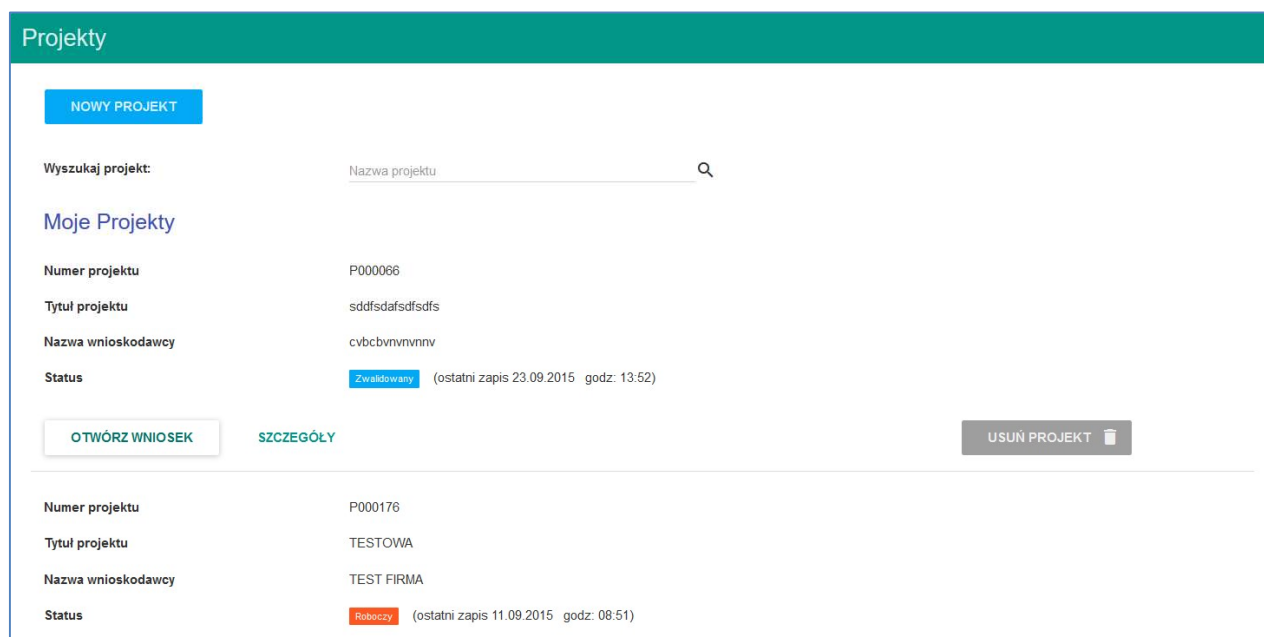 Projekty
NOWY PROJEKT
Wyszukaj projekt: Nazwa projektu
Moje Projekty
Numer projektu P000066
Tytuł projektu sddfsdafsdfsdfs
Nazwa wnioskodawcy cvbcbvnvnvnnv
Status Zwalidowany (ostatni zapis 23.09.2015 godz: 13:52)
OTWÓRZ WNIOSEK SZCZEGÓŁY USUŃ PROJEKT
Numer projektu P000176
Tytuł projektu TESTOWA
Nazwa wnioskodawcy TEST FIRMA
Status Roboczy (ostatni zapis 11.09.2015 godz: 08:51)